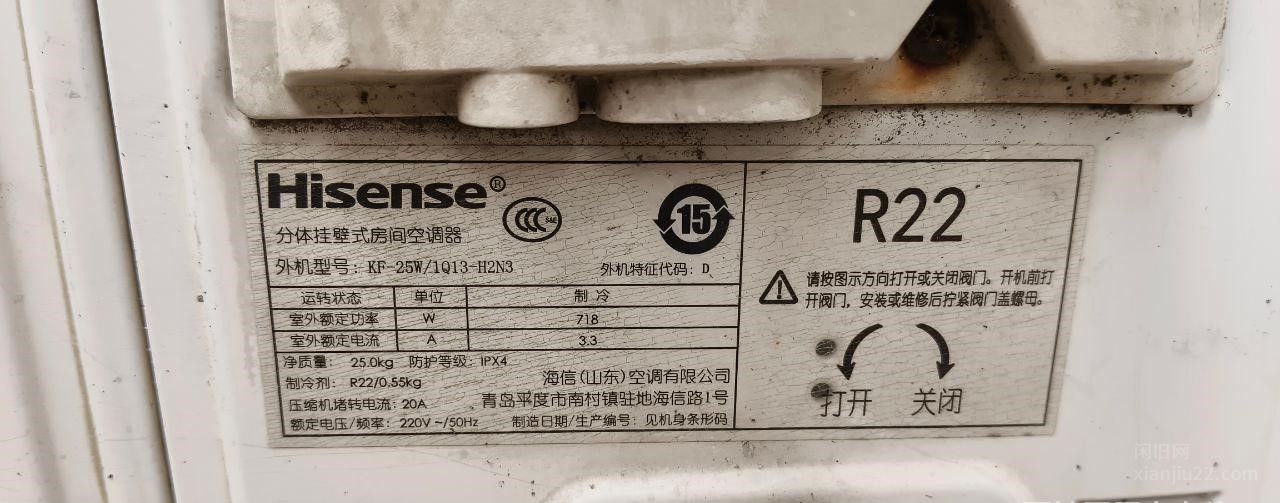 Hisense®
CCC S&E
15
分体挂壁式房间空调器
外机型号: KF-25W/1Q13-H2N3
外机特征代码: D
运转状态 单位 制 冷
室外额定功率 W 718
室外额定电流 A 3.3
净质量: 25.0kg 防护等级: IPX4
制冷剂: R22/0.55kg
压缩机堵转电流: 20A
额定电压/频率: 220V～/50Hz
海信(山东)空调有限公司
青岛平度市南村镇驻地海信路1号
制造日期/生产编号: 见机身条形码
R22
请按图示方向打开或关闭阀门。开机前打
开阀门, 安装或维修后拧紧阀门盖螺母。
打开 关闭
闲旧网
xianjiu22.com